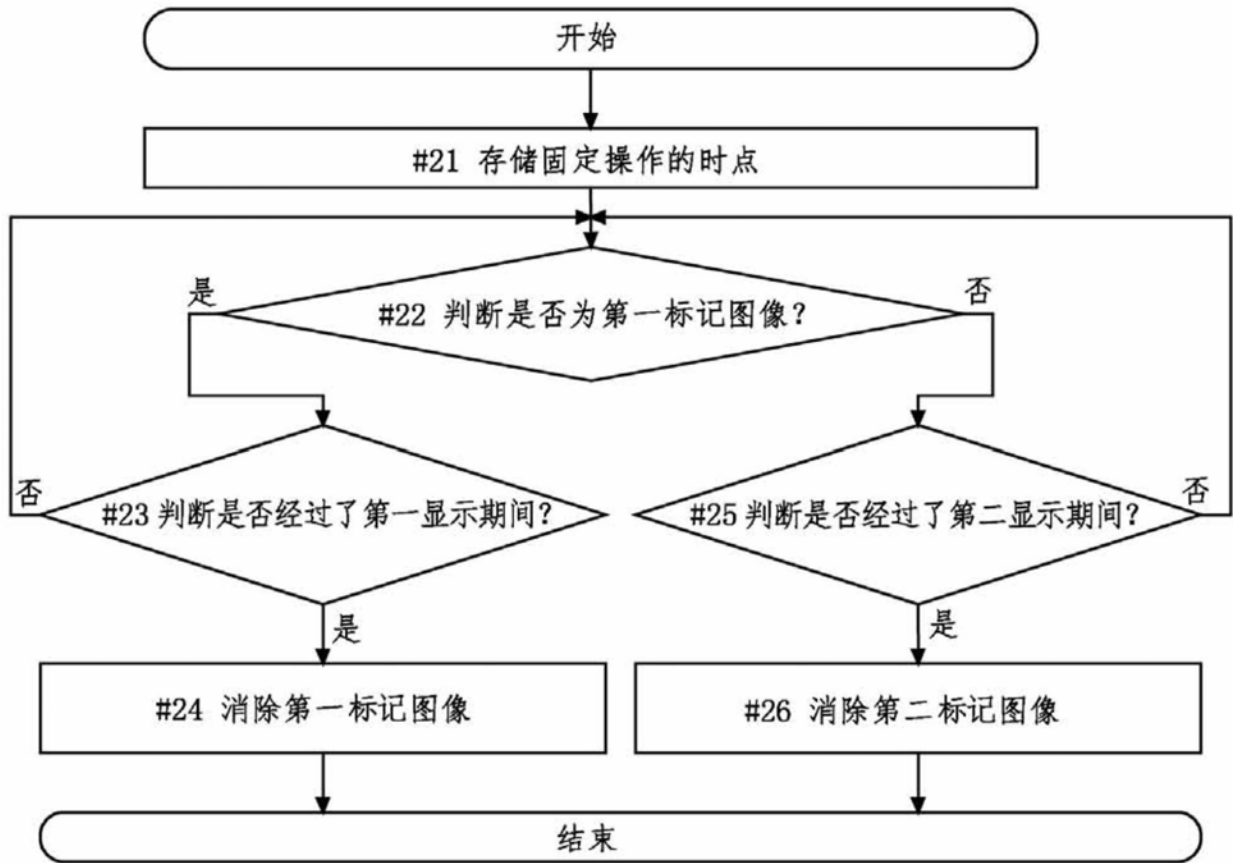 开始
#21 存储固定操作的时点
是
否
#22 判断是否为第一标记图像?
否
#23 判断是否经过了第一显示期间?
#25 判断是否经过了第二显示期间?
否
是
是
#24 消除第一标记图像
#26 消除第二标记图像
结束